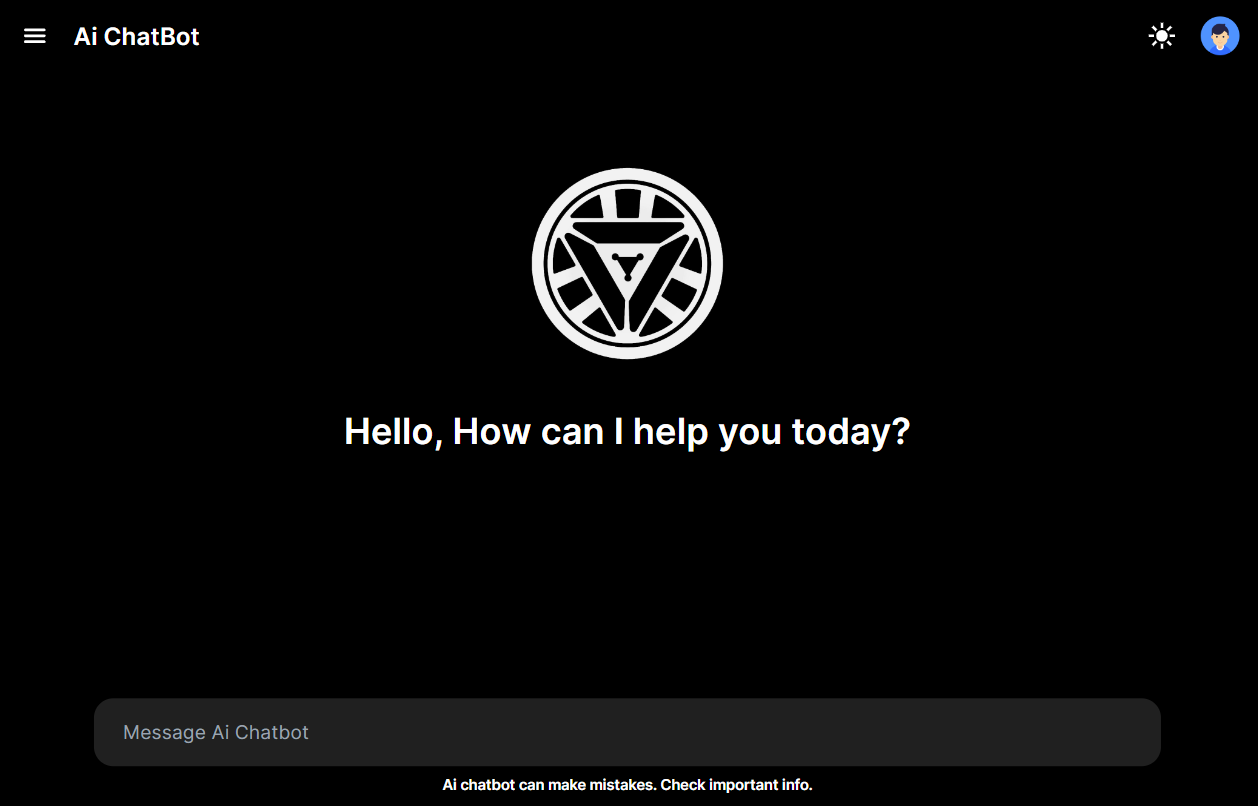 Ai ChatBot
Hello, How can I help you today?
Message Ai Chatbot
Ai chatbot can make mistakes. Check important info.